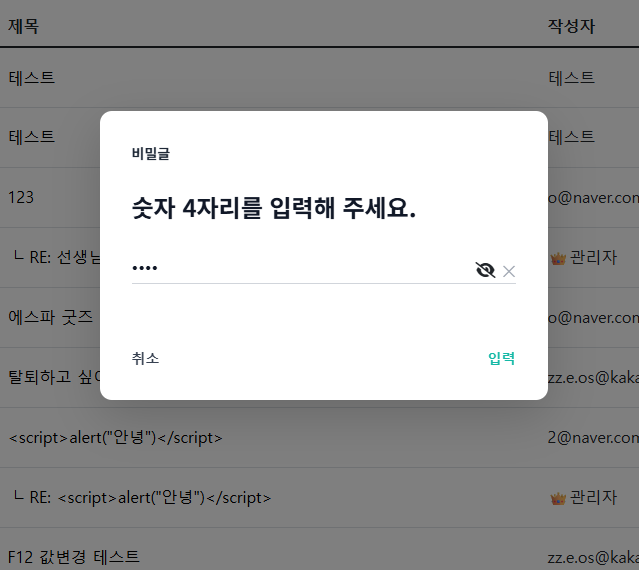 제목 작성자
테스트 테스트
테스트 테스트
비밀글
숫자 4자리를 입력해 주세요.
••••
취소 입력
123 o@naver.com
ㄴ RE: 선생님 관리자
에스파 굿즈 o@naver.com
탈퇴하고 싶 zz.e.os@kaka
<script>alert("안녕")</script> 2@naver.com
ㄴ RE: <script>alert("안녕")</script> 관리자
F12 값변경 테스트 zz.e.os@kaka